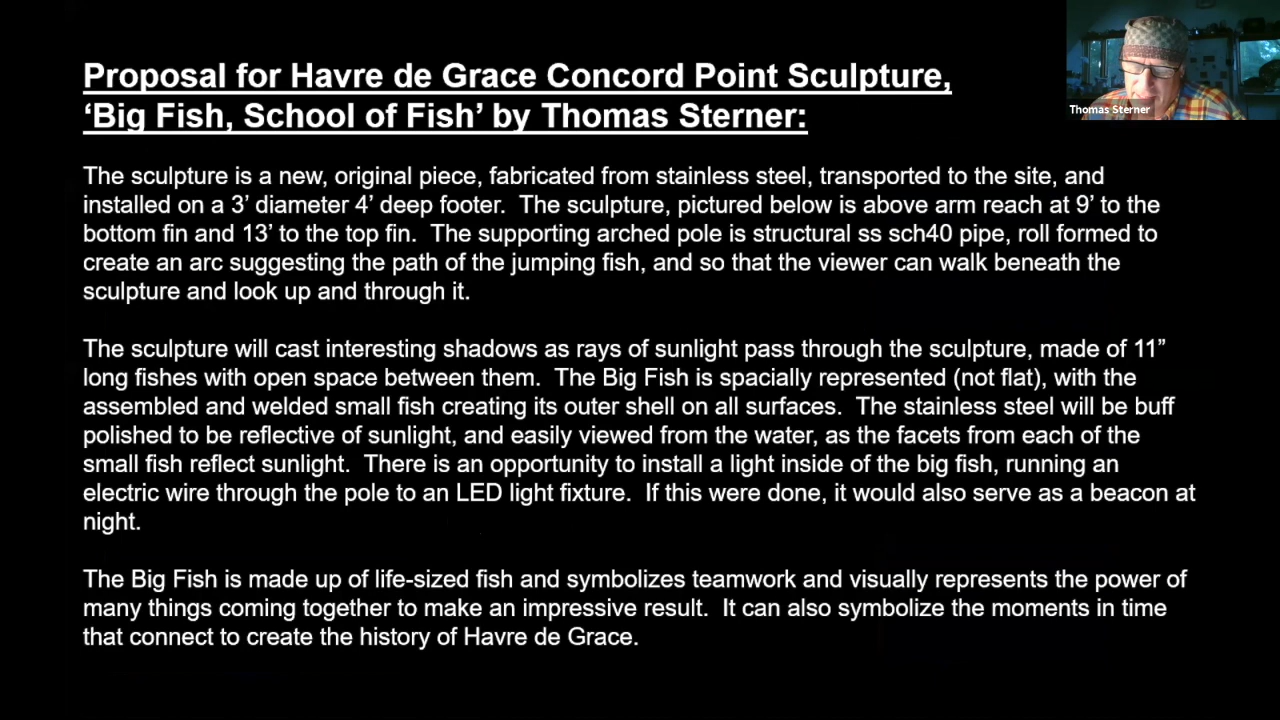 Proposal for Havre de Grace Concord Point Sculpture,
‘Big Fish, School of Fish’ by Thomas Sterner:
Thomas Sterner
The sculpture is a new, original piece, fabricated from stainless steel, transported to the site, and
installed on a 3’ diameter 4’ deep footer.  The sculpture, pictured below is above arm reach at 9’ to the
bottom fin and 13’ to the top fin.  The supporting arched pole is structural ss sch40 pipe, roll formed to
create an arc suggesting the path of the jumping fish, and so that the viewer can walk beneath the
sculpture and look up and through it.
The sculpture will cast interesting shadows as rays of sunlight pass through the sculpture, made of 11”
long fishes with open space between them.  The Big Fish is spacially represented (not flat), with the
assembled and welded small fish creating its outer shell on all surfaces.  The stainless steel will be buff
polished to be reflective of sunlight, and easily viewed from the water, as the facets from each of the
small fish reflect sunlight.  There is an opportunity to install a light inside of the big fish, running an
electric wire through the pole to an LED light fixture.  If this were done, it would also serve as a beacon at
night.
The Big Fish is made up of life-sized fish and symbolizes teamwork and visually represents the power of
many things coming together to make an impressive result.  It can also symbolize the moments in time
that connect to create the history of Havre de Grace.